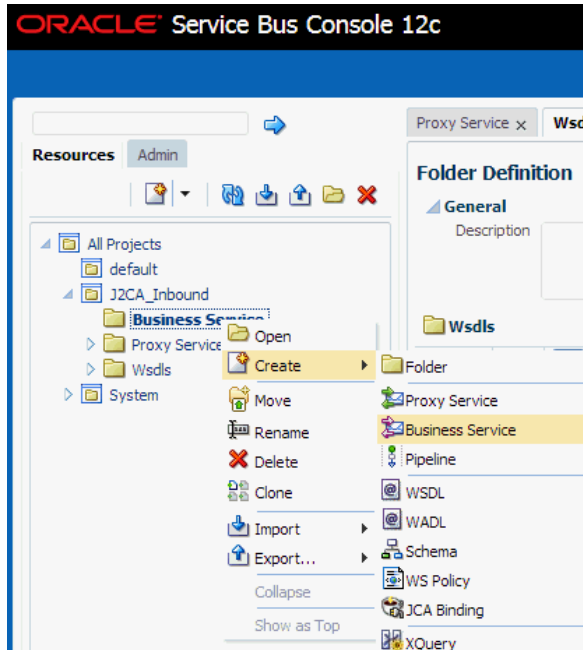 ORACLE Service Bus Console 12c
Resources Admin
All Projects
default
J2CA_Inbound
Business Service
Proxy Service
Wsdls
System
Open
Create
Move
Rename
Delete
Clone
Import
Export...
Collapse
Show as Top
Proxy Service x
Folder Definition
General
Description
Wsdls
Folder
Proxy Service
Business Service
Pipeline
WSDL
WADL
Schema
WS Policy
JCA Binding
XQuery